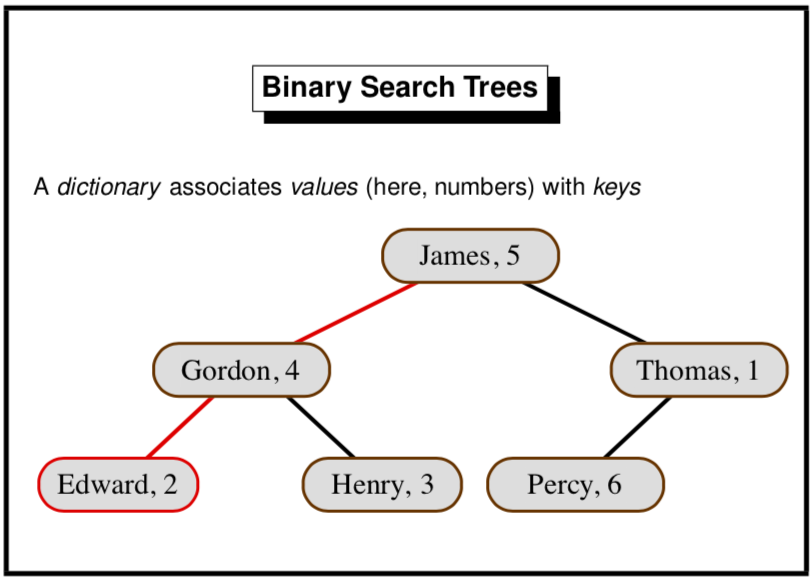 Binary Search Trees
A dictionary associates values (here, numbers) with keys
James, 5
Gordon, 4
Thomas, 1
Edward, 2
Henry, 3
Percy, 6